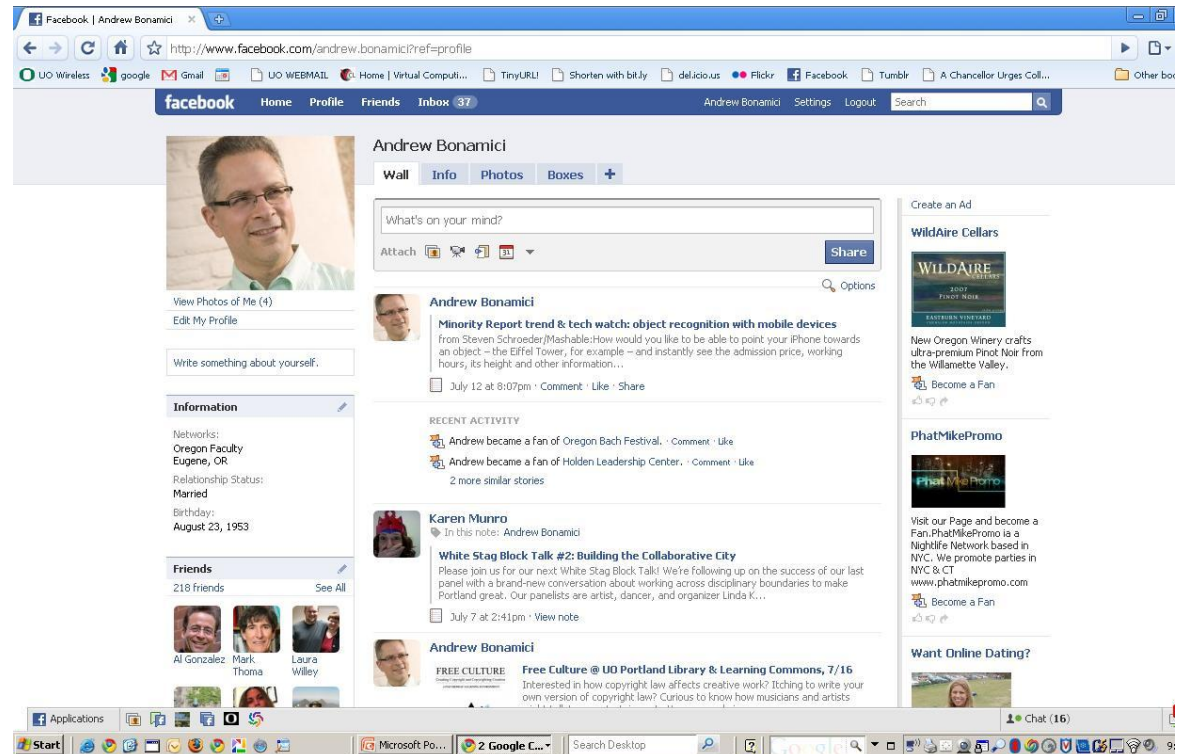 Facebook | Andrew Bonamici
http://www.facebook.com/andrew.bonamici?ref=profile
UO Wireless google Gmail UO WEBMAIL Home | Virtual Computi... TinyURL! Shorten with bit.ly del.icio.us Flickr Facebook Tumblr A Chancellor Urges Coll... Other boo
facebook Home Profile Friends Inbox 37 Andrew Bonamici Settings Logout Search
Andrew Bonamici
Wall Info Photos Boxes +
What's on your mind?
Attach 31 Share
Options
View Photos of Me (4)
Edit My Profile
Write something about yourself.
Information
Networks:
Oregon Faculty
Eugene, OR
Relationship Status:
Married
Birthday:
August 23, 1953
Friends
218 friends See All
Al Gonzalez
Mark Thoma
Laura Willey
Andrew Bonamici
Minority Report trend & tech watch: object recognition with mobile devices
from Steven Schroeder/Mashable:How would you like to be able to point your iPhone towards
an object – the Eiffel Tower, for example – and instantly see the admission price, working
hours, its height and other information...
July 12 at 8:07pm · Comment · Like · Share
RECENT ACTIVITY
Andrew became a fan of Oregon Bach Festival. · Comment · Like
Andrew became a fan of Holden Leadership Center. · Comment · Like
2 more similar stories
Karen Munro
In this note: Andrew Bonamici
White Stag Block Talk #2: Building the Collaborative City
Please join us for our next White Stag Block Talk! We're following up on the success of our last
panel with a brand-new conversation about working across disciplinary boundaries to make
Portland great. Our panelists are artist, dancer, and organizer Linda K...
July 7 at 2:41pm · View note
Andrew Bonamici
FREE CULTURE
Free Culture @ UO Portland Library & Learning Commons, 7/16
Interested in how copyright law affects creative work? Itching to write your
own version of copyright law? Curious to know how musicians and artists
Create an Ad
WildAire Cellars
WILDAIRE
CELLARS
2007
PINOT NOIR
EASTBURN VINEYARD
New Oregon Winery crafts
ultra-premium Pinot Noir from
the Willamette Valley.
Become a Fan
PhatMikePromo
PhatMikePromo
Visit our Page and become a
Fan.PhatMikePromo ia a
Nightlife Network based in
NYC. We promote parties in
NYC & CT
www.phatmikepromo.com
Become a Fan
Want Online Dating?
Applications Chat (16)
Start Microsoft Po... 2 Google C... Search Desktop Google